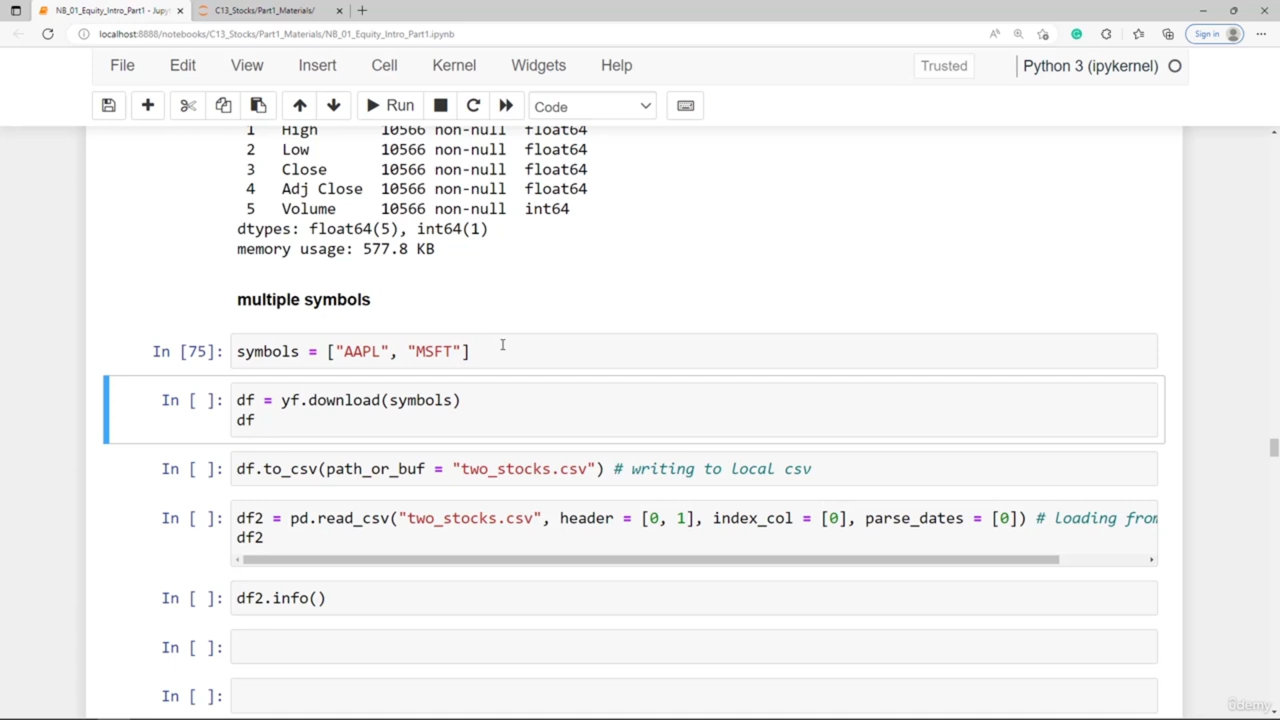 NB_01_Equity_Intro_Part1 - Jupy
C13_Stocks/Part1_Materials/
localhost:8888/notebooks/C13_Stocks/Part1_Materials/NB_01_Equity_Intro_Part1.ipynb
Sign in
File Edit View Insert Cell Kernel Widgets Help
Trusted
Python 3 (ipykernel)
Run
Code
1 High 10566 non-null float64
2 Low 10566 non-null float64
3 Close 10566 non-null float64
4 Adj Close 10566 non-null float64
5 Volume 10566 non-null int64
dtypes: float64(5), int64(1)
memory usage: 577.8 KB
multiple symbols
In [75]: symbols = ["AAPL", "MSFT"]
In [ ]: df = yf.download(symbols)
df
In [ ]: df.to_csv(path_or_buf = "two_stocks.csv") # writing to local csv
In [ ]: df2 = pd.read_csv("two_stocks.csv", header = [0, 1], index_col = [0], parse_dates = [0]) # loading from
df2
In [ ]: df2.info()
In [ ]:
In [ ]:
Udemy